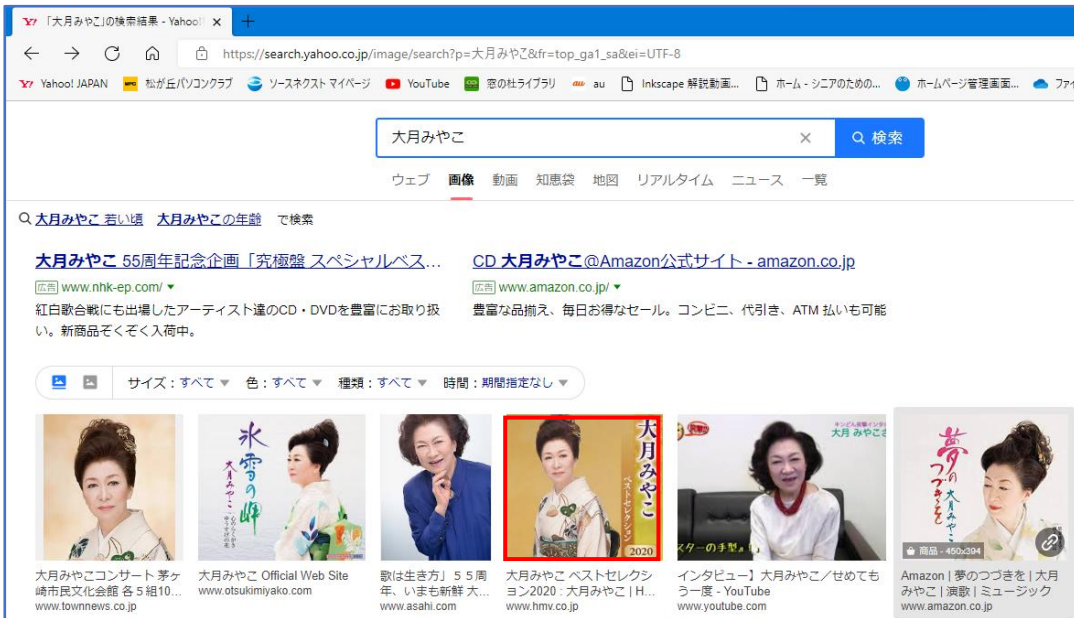 「大月みやこ」の検索結果 - Yahoo!
https://search.yahoo.co.jp/image/search?p=大月みやこ&fr=top_ga1_sa&ei=UTF-8
Yahoo! JAPAN 松が丘パソコンクラブ ソースネクスト マイページ YouTube 窓の杜ライブラリ au au Inkscape 解説動画... ホーム - シニアのための... ホームページ管理画面...
大月みやこ
検索
ウェブ 画像 動画 知恵袋 地図 リアルタイム ニュース 一覧
大月みやこ 若い頃 大月みやこの年齢 で検索
大月みやこ 55周年記念企画「究極盤 スペシャルベス...
広告 www.nhk-ep.com/
紅白歌合戦にも出場したアーティスト達のCD・DVDを豊富にお取り扱
い。新商品ぞくぞく入荷中。
CD 大月みやこ@Amazon公式サイト - amazon.co.jp
広告 www.amazon.co.jp/
豊富な品揃え、毎日お得なセール。コンビニ、代引き、ATM 払いも可能
サイズ：すべて 色：すべて 種類：すべて 時間：期間指定なし
氷雪の岬
大月みやこ
大月みやこ
ベストセレクション
2020
大月 みやこさ
スターの手型
夢のつづきを
大月みやこ
商品 - 450x394
大月みやこコンサート 茅ヶ
崎市民文化会館 各５組10...
www.townnews.co.jp
大月みやこ Official Web Site
www.otsukimiyako.com
歌は生き方」５５周
年、いまも新鮮 大...
www.asahi.com
大月みやこ ベストセレクシ
ョン2020 : 大月みやこ | H...
www.hmv.co.jp
インタビュー】大月みやこ／せめても
う一度 - YouTube
www.youtube.com
Amazon | 夢のつづきを | 大月
みやこ | 演歌 | ミュージック
www.amazon.co.jp